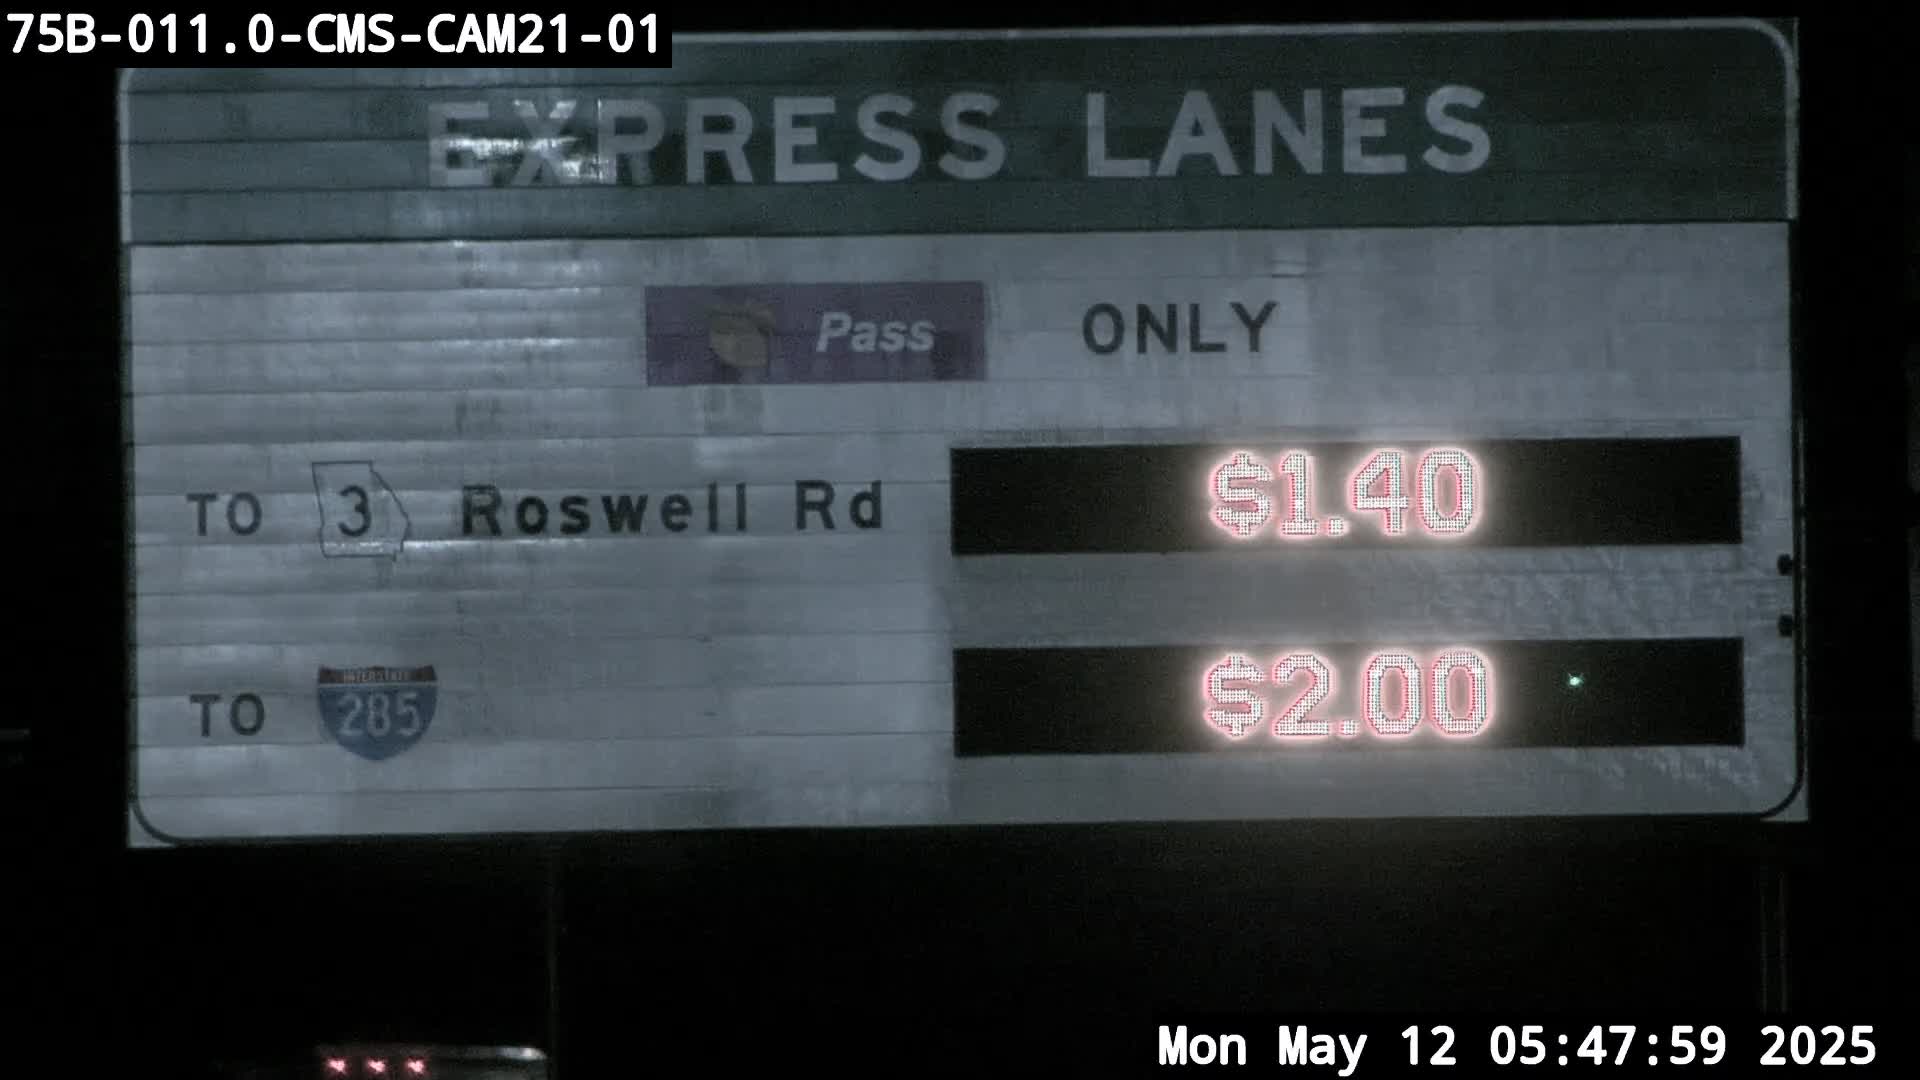 75B-011.0-CMS-CAM21-01
EXPRESS LANES
Pass ONLY
TO 3 Roswell Rd $1.40
INTERSTATE
TO 285 $2.00
Mon May 12 05:47:59 2025